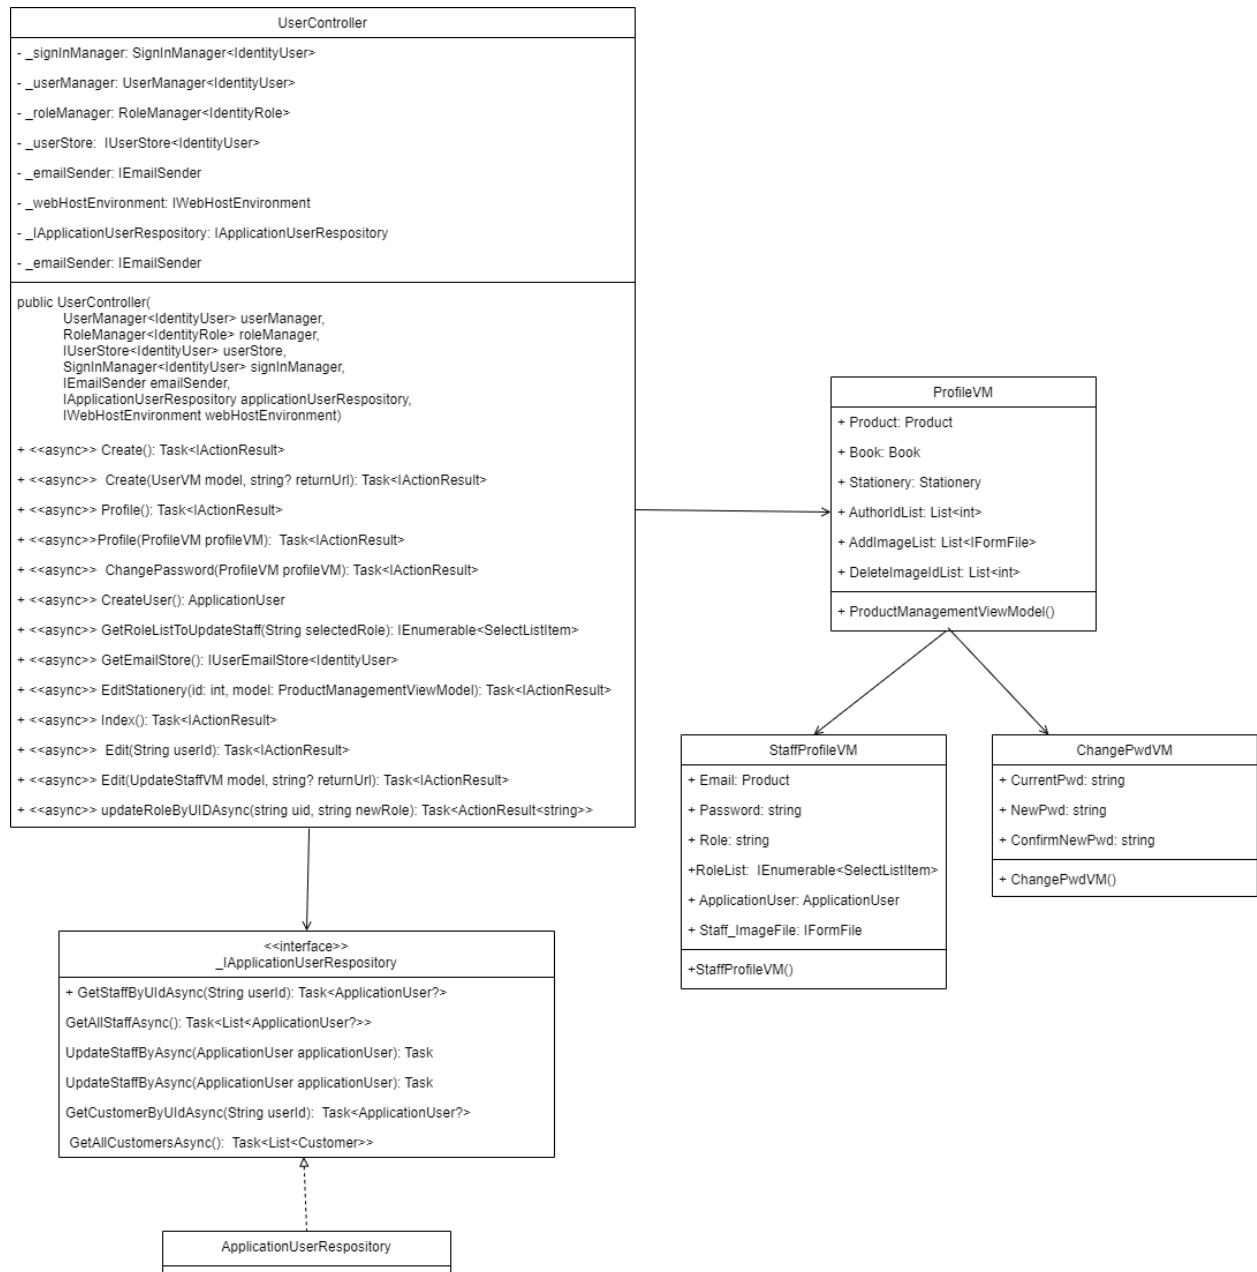 UserController
- _signInManager: SignInManager<IdentityUser>
- _userManager: UserManager<IdentityUser>
- _roleManager: RoleManager<IdentityRole>
- _userStore:  IUserStore<IdentityUser>
- _emailSender: IEmailSender
- _webHostEnvironment: IWebHostEnvironment
- _IApplicationUserRespository: IApplicationUserRespository
- _emailSender: IEmailSender
public UserController(
UserManager<IdentityUser> userManager,
RoleManager<IdentityRole> roleManager,
IUserStore<IdentityUser> userStore,
SignInManager<IdentityUser> signInManager,
IEmailSender emailSender,
IApplicationUserRespository applicationUserRespository,
IWebHostEnvironment webHostEnvironment)
+ <<async>> Create(): Task<IActionResult>
+ <<async>>  Create(UserVM model, string? returnUrl): Task<IActionResult>
+ <<async>> Profile(): Task<IActionResult>
+ <<async>>Profile(ProfileVM profileVM):  Task<IActionResult>
+ <<async>>  ChangePassword(ProfileVM profileVM): Task<IActionResult>
+ <<async>> CreateUser(): ApplicationUser
+ <<async>> GetRoleListToUpdateStaff(String selectedRole): IEnumerable<SelectListItem>
+ <<async>> GetEmailStore(): IUserEmailStore<IdentityUser>
+ <<async>> EditStationery(id: int, model: ProductManagementViewModel): Task<IActionResult>
+ <<async>> Index(): Task<IActionResult>
+ <<async>>  Edit(String userId): Task<IActionResult>
+ <<async>> Edit(UpdateStaffVM model, string? returnUrl): Task<IActionResult>
+ <<async>> updateRoleByUIDAsync(string uid, string newRole): Task<ActionResult<string>>
ProfileVM
+ Product: Product
+ Book: Book
+ Stationery: Stationery
+ AuthorIdList: List<int>
+ AddImageList: List<IFormFile>
+ DeleteImageIdList: List<int>
+ ProductManagementViewModel()
StaffProfileVM
+ Email: Product
+ Password: string
+ Role: string
+RoleList:  IEnumerable<SelectListItem>
+ ApplicationUser: ApplicationUser
+ Staff_ImageFile: IFormFile
+StaffProfileVM()
ChangePwdVM
+ CurrentPwd: string
+ NewPwd: string
+ ConfirmNewPwd: string
+ ChangePwdVM()
<<interface>>
_IApplicationUserRespository
+ GetStaffByUIdAsync(String userId): Task<ApplicationUser?>
GetAllStaffAsync(): Task<List<ApplicationUser?>>
UpdateStaffByAsync(ApplicationUser applicationUser): Task
UpdateStaffByAsync(ApplicationUser applicationUser): Task
GetCustomerByUIdAsync(String userId):  Task<ApplicationUser?>
GetAllCustomersAsync():  Task<List<Customer>>
ApplicationUserRespository